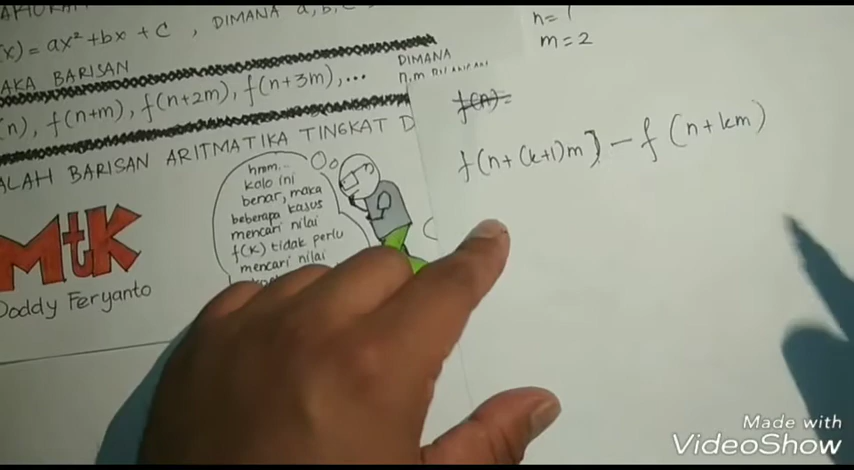 DIMANA a, b, C
(x) = ax² + bx + C ,
AKA BARISAN
(n), f(n+m), f(n+2m), f(n+3m), ...
DIMANA
n,m
ALAH BARISAN ARITMATIKA TINGKAT D
hmm...
kolo ini
benar, maka
beberapa kasus
mencari nilai
f(k) tidak perlu
mencari nilai
MtK
Doddy Feryanto
n = 1
m = 2
f(n) =
f(n + (k+1)m) - f(n + km)
Made with
VideoShow